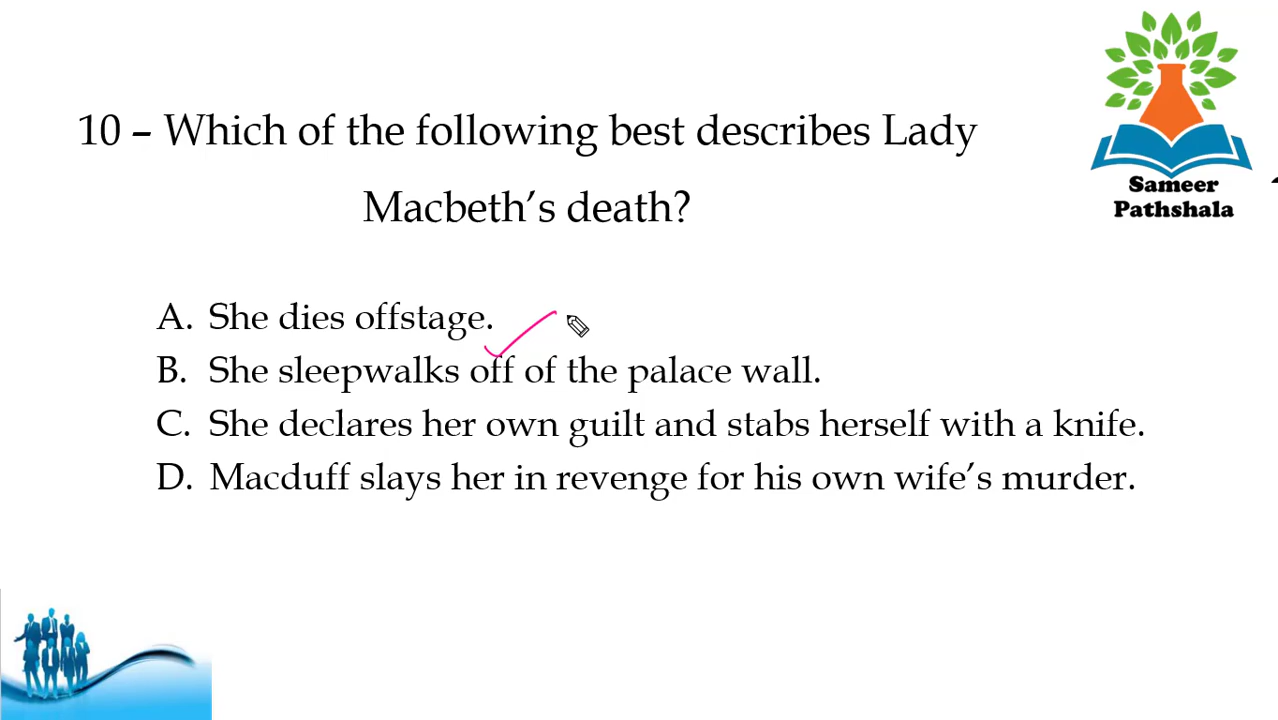 10 – Which of the following best describes Lady
Macbeth's death?
A. She dies offstage.
B. She sleepwalks off of the palace wall.
C. She declares her own guilt and stabs herself with a knife.
D. Macduff slays her in revenge for his own wife's murder.
Sameer
Pathshala